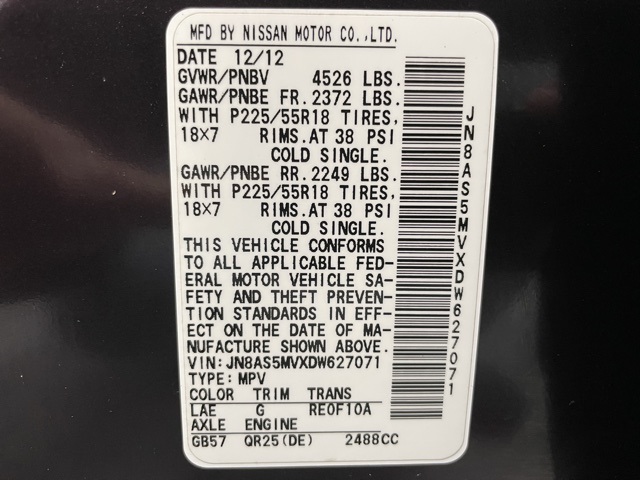 MFD BY NISSAN MOTOR CO.,LTD.
DATE 12/12
GVWR/PNBV 4526 LBS.
GAWR/PNBE FR. 2372 LBS.
WITH P225/55R18 TIRES,
18×7 RIMS. AT 38 PSI
COLD SINGLE.
GAWR/PNBE RR. 2249 LBS.
WITH P225/55R18 TIRES,
18×7 RIMS. AT 38 PSI
COLD SINGLE.
THIS VEHICLE CONFORMS
TO ALL APPLICABLE FED-
ERAL MOTOR VEHICLE SA-
FETY AND THEFT PREVEN-
TION STANDARDS IN EFF-
ECT ON THE DATE OF MA-
NUFACTURE SHOWN ABOVE.
VIN: JN8AS5MVXDW627071
TYPE: MPV
COLOR TRIM TRANS
LAE G RE0F10A
AXLE ENGINE
GB57 QR25(DE) 2488CC
JN8AS5MVXDW627071